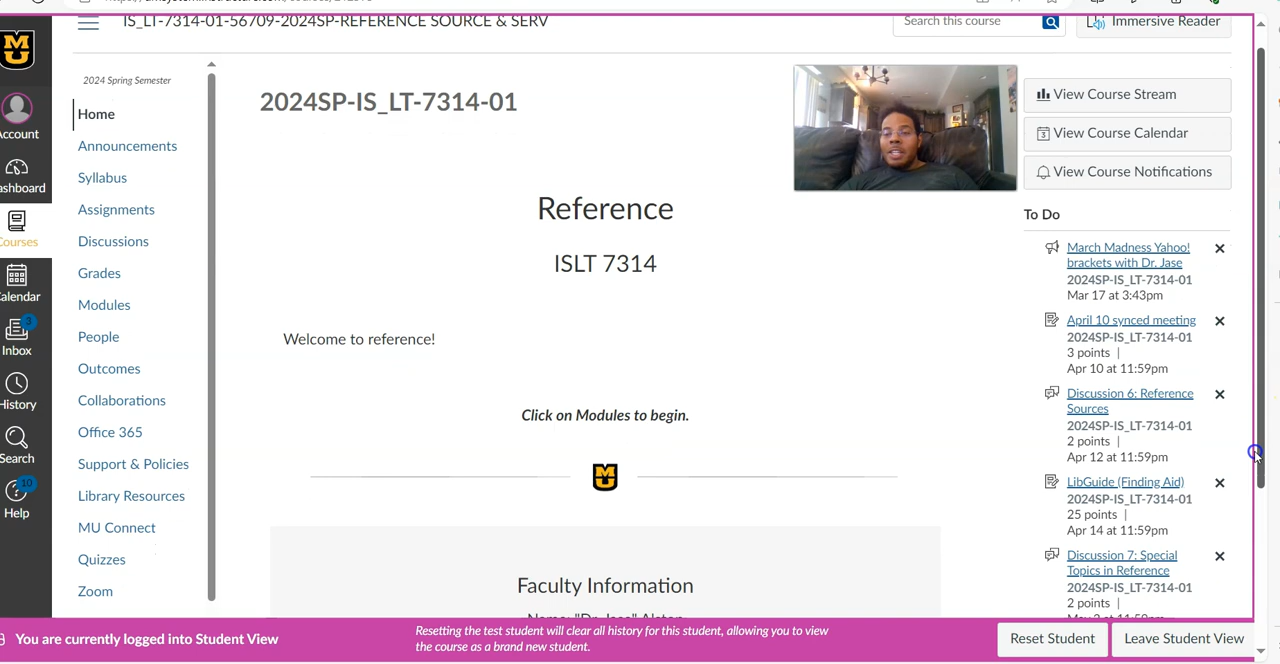 IS_LT-7314-01-56709-2024SP-REFERENCE SOURCE & SERV
Search this course
Immersive Reader
Account
Dashboard
Courses
Calendar
3
Inbox
History
Search
10
Help
2024 Spring Semester
Home
Announcements
Syllabus
Assignments
Discussions
Grades
Modules
People
Outcomes
Collaborations
Office 365
Support & Policies
Library Resources
MU Connect
Quizzes
Zoom
2024SP-IS_LT-7314-01
Reference
ISLT 7314
Welcome to reference!
Click on Modules to begin.
Faculty Information
View Course Stream
3
View Course Calendar
View Course Notifications
To Do
March Madness Yahoo!
brackets with Dr. Jase
2024SP-IS_LT-7314-01
Mar 17 at 3:43pm
April 10 synced meeting
2024SP-IS_LT-7314-01
3 points |
Apr 10 at 11:59pm
Discussion 6: Reference
Sources
2024SP-IS_LT-7314-01
2 points |
Apr 12 at 11:59pm
LibGuide (Finding Aid)
2024SP-IS_LT-7314-01
25 points |
Apr 14 at 11:59pm
Discussion 7: Special
Topics in Reference
2024SP-IS_LT-7314-01
2 points |
You are currently logged into Student View
Resetting the test student will clear all history for this student, allowing you to view
the course as a brand new student.
Reset Student
Leave Student View